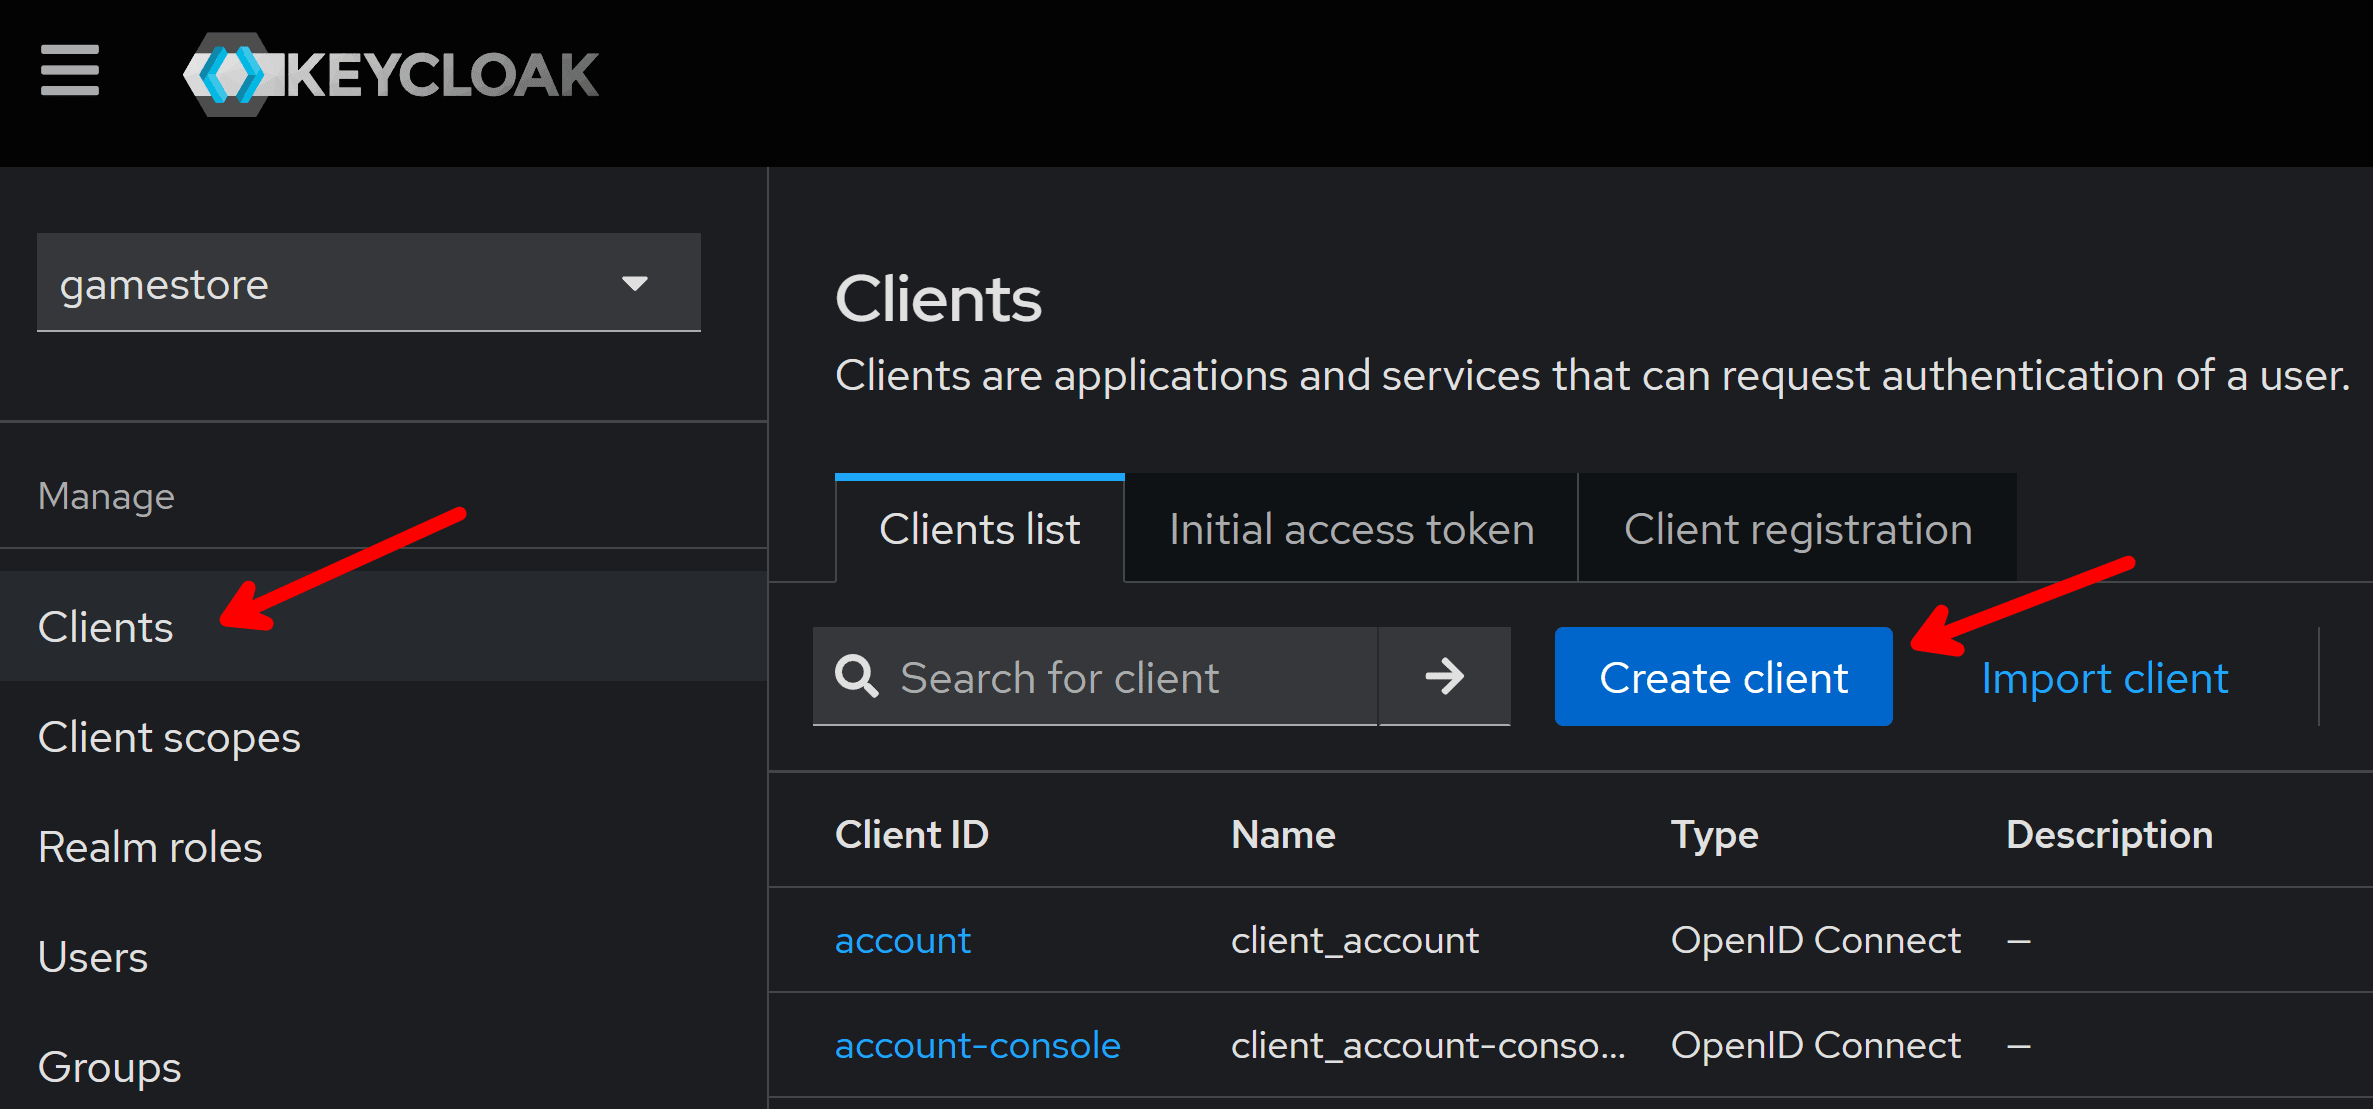 KEYCLOAK
gamestore
Manage
Clients
Client scopes
Realm roles
Users
Groups
Clients
Clients are applications and services that can request authentication of a user.
Clients list Initial access token Client registration
Search for client Create client Import client
Client ID Name Type Description
account client_account OpenID Connect –
account-console client_account-conso... OpenID Connect –